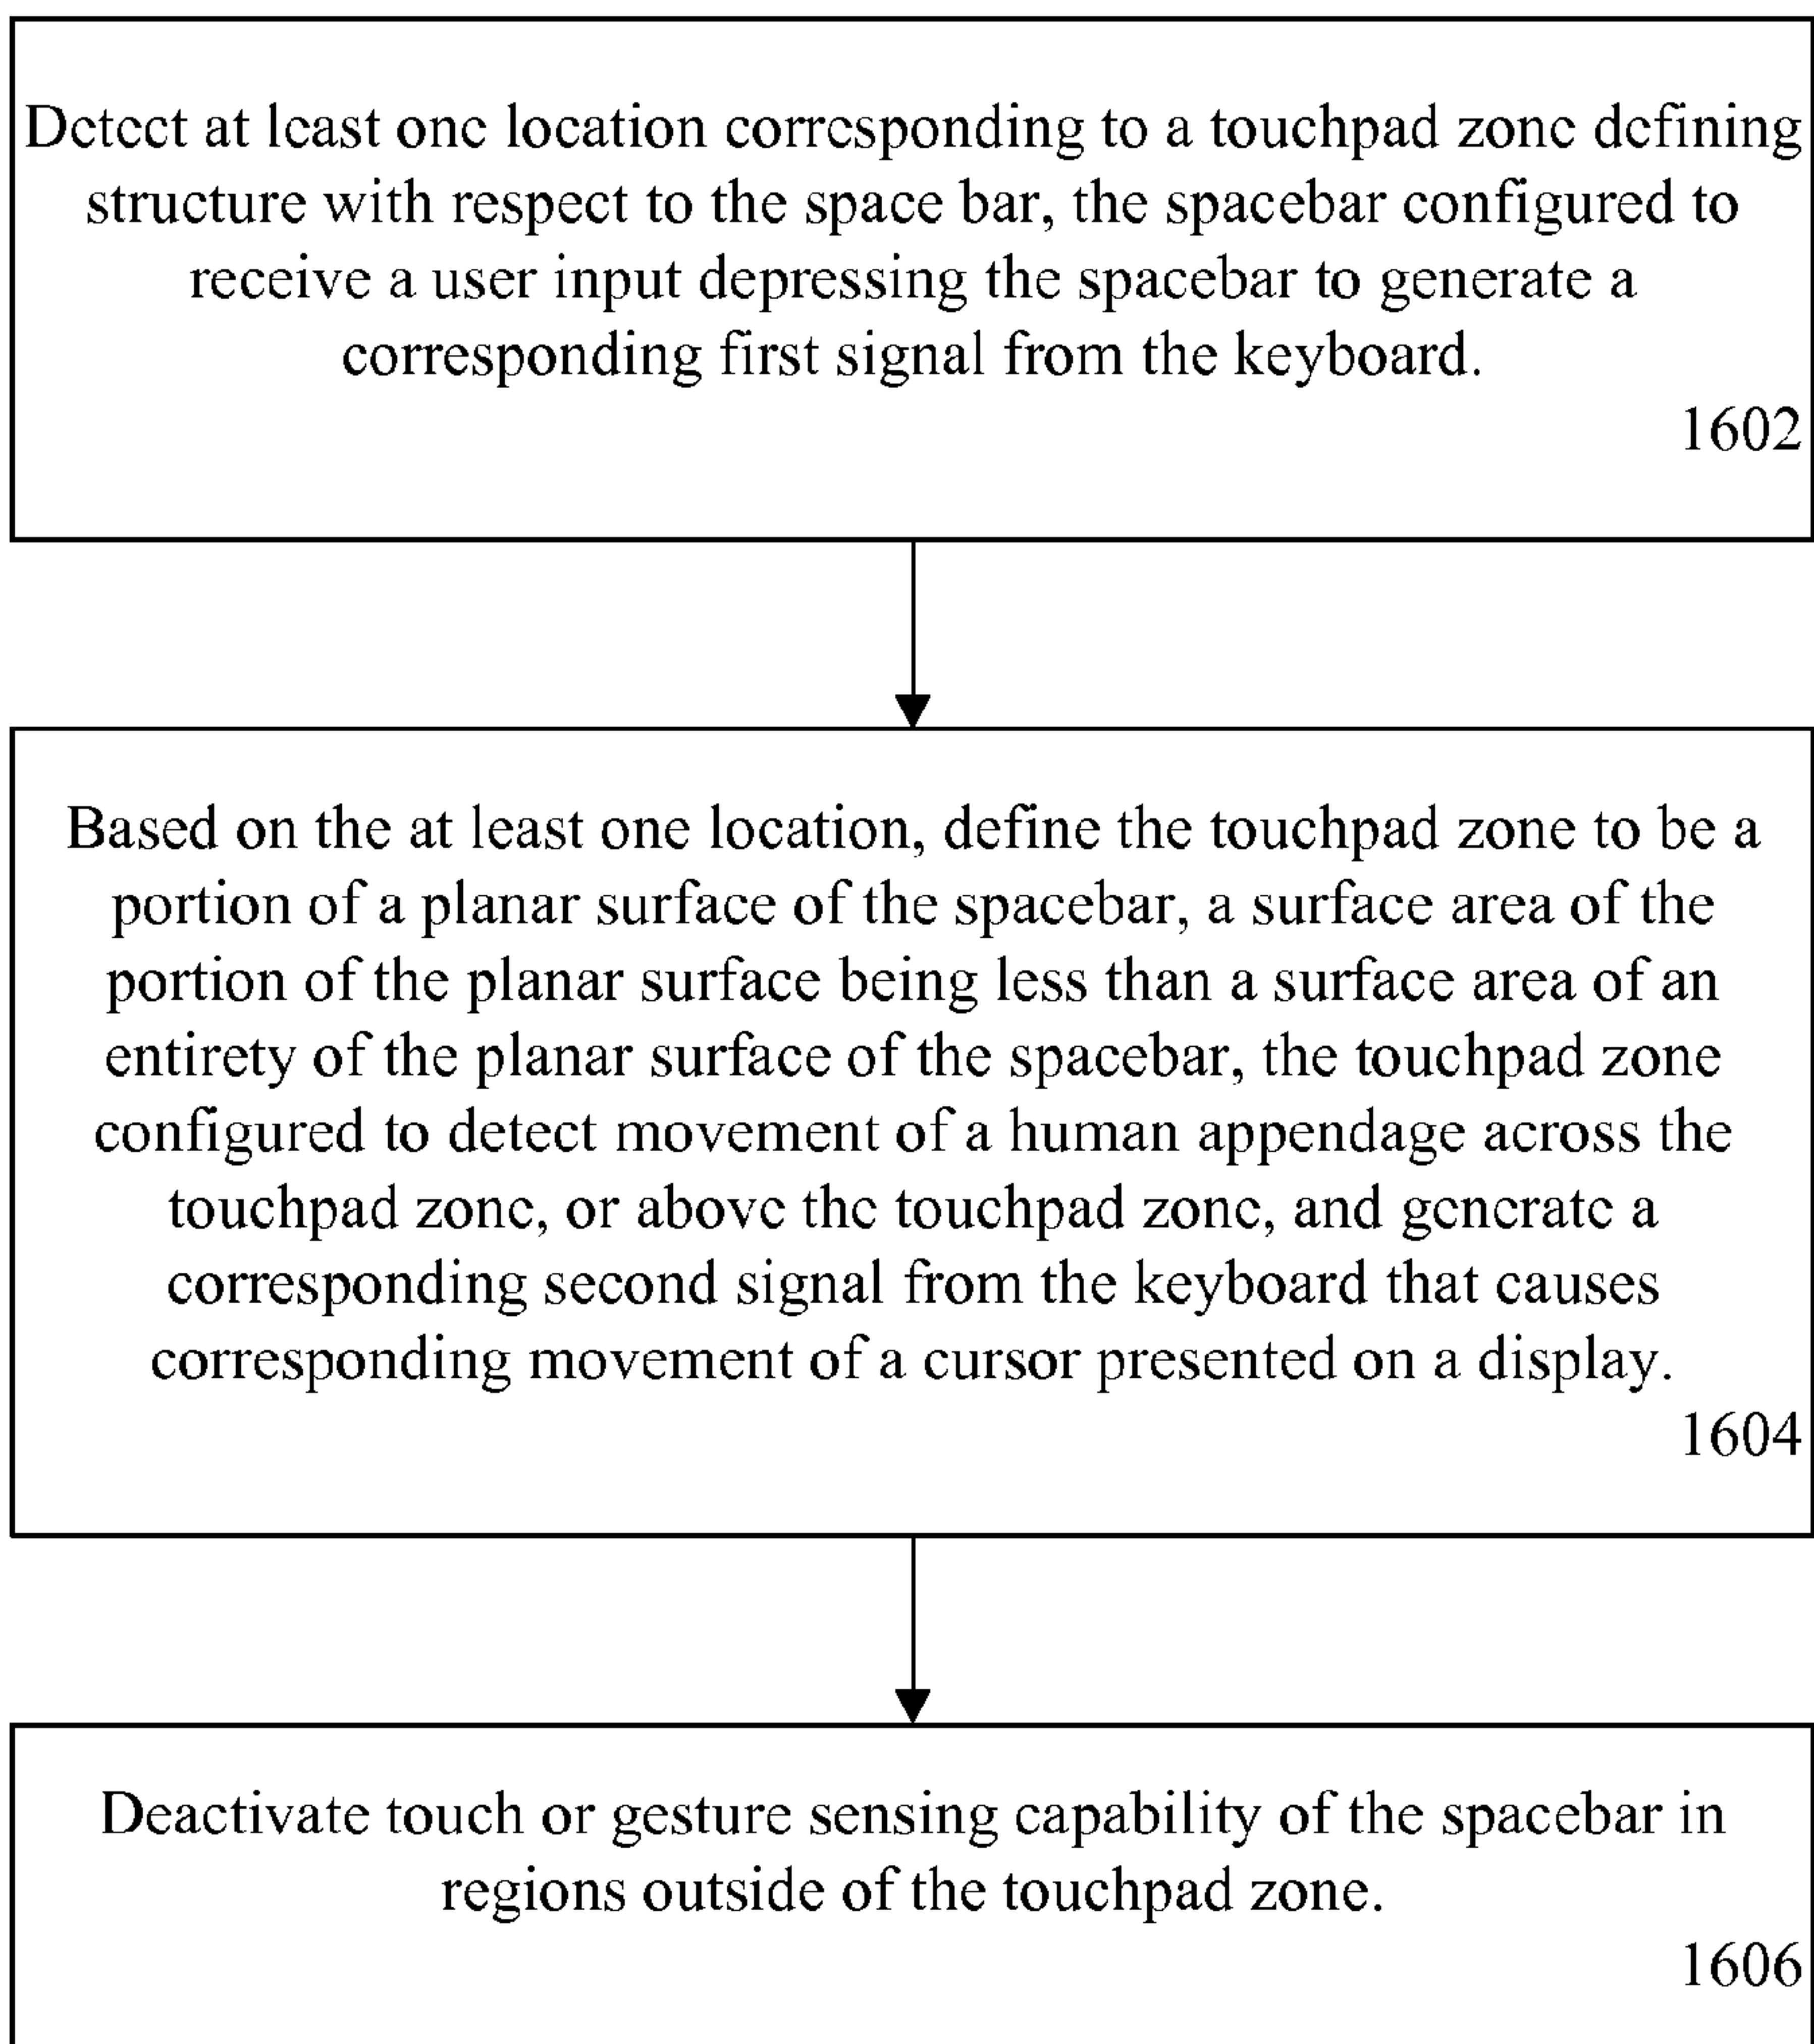 Detect at least one location corresponding to a touchpad zone defining
structure with respect to the space bar, the spacebar configured to
receive a user input depressing the spacebar to generate a
corresponding first signal from the keyboard.
1602
Based on the at least one location, define the touchpad zone to be a
portion of a planar surface of the spacebar, a surface area of the
portion of the planar surface being less than a surface area of an
entirety of the planar surface of the spacebar, the touchpad zone
configured to detect movement of a human appendage across the
touchpad zone, or above the touchpad zone, and generate a
corresponding second signal from the keyboard that causes
corresponding movement of a cursor presented on a display.
1604
Deactivate touch or gesture sensing capability of the spacebar in
regions outside of the touchpad zone.
1606